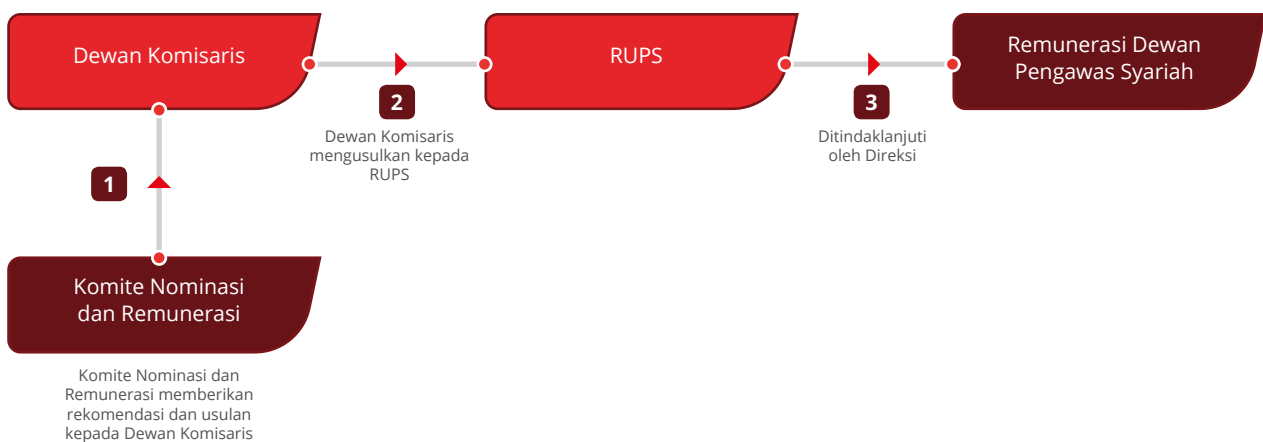 Dewan Komisaris
RUPS
Remunerasi Dewan
Pengawas Syariah
2
Dewan Komisaris
mengusulkan kepada
RUPS
3
Ditindaklanjuti
oleh Direksi
1
Komite Nominasi
dan Remunerasi
Komite Nominasi dan
Remunerasi memberikan
rekomendasi dan usulan
kepada Dewan Komisaris